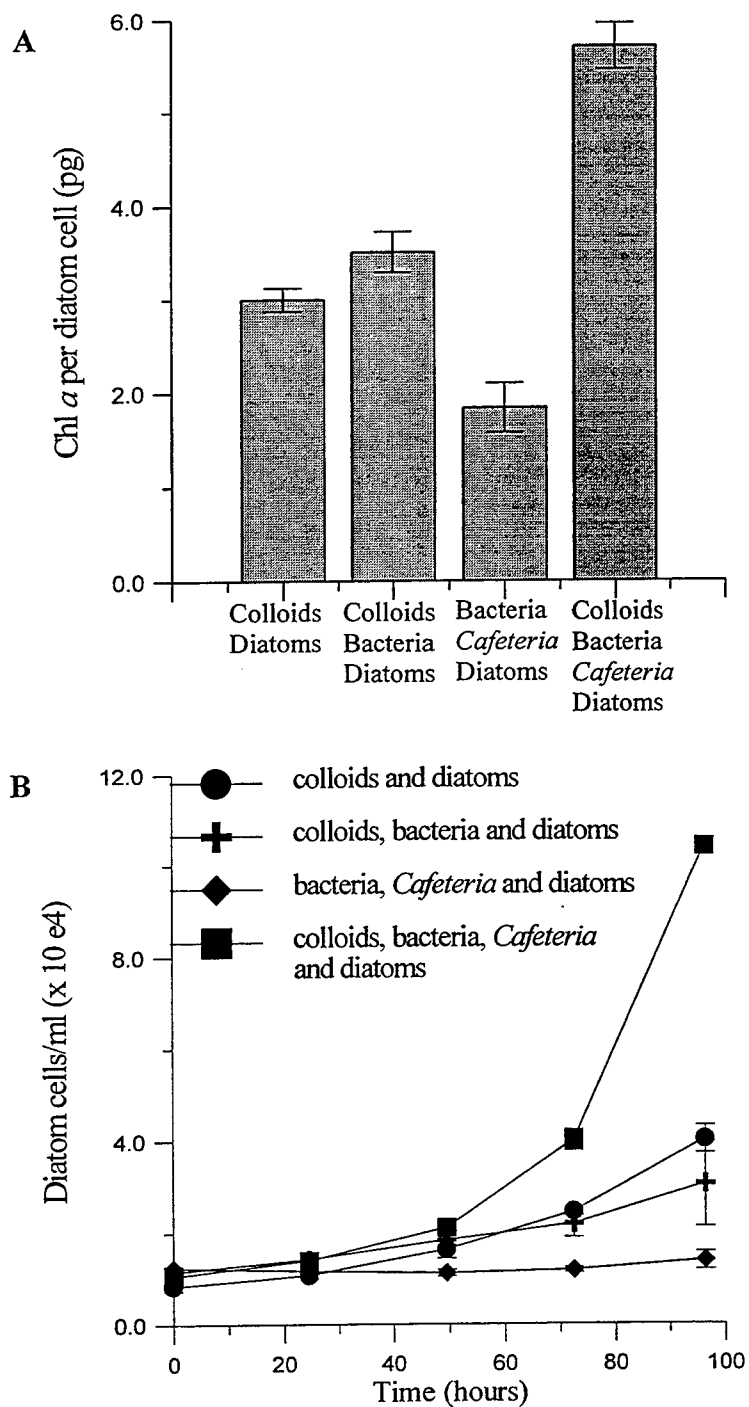 A
6.0
4.0
2.0
0.0
Chl a per diatom cell (pg)
Colloids
Diatoms
Colloids
Bacteria
Diatoms
Bacteria
Cafeteria
Diatoms
Colloids
Bacteria
Cafeteria
Diatoms
B
12.0
8.0
4.0
0.0
Diatom cells/ml (x 10 e4)
colloids and diatoms
colloids, bacteria and diatoms
bacteria, Cafeteria and diatoms
colloids, bacteria, Cafeteria
and diatoms
0 20 40 60 80 100
Time (hours)